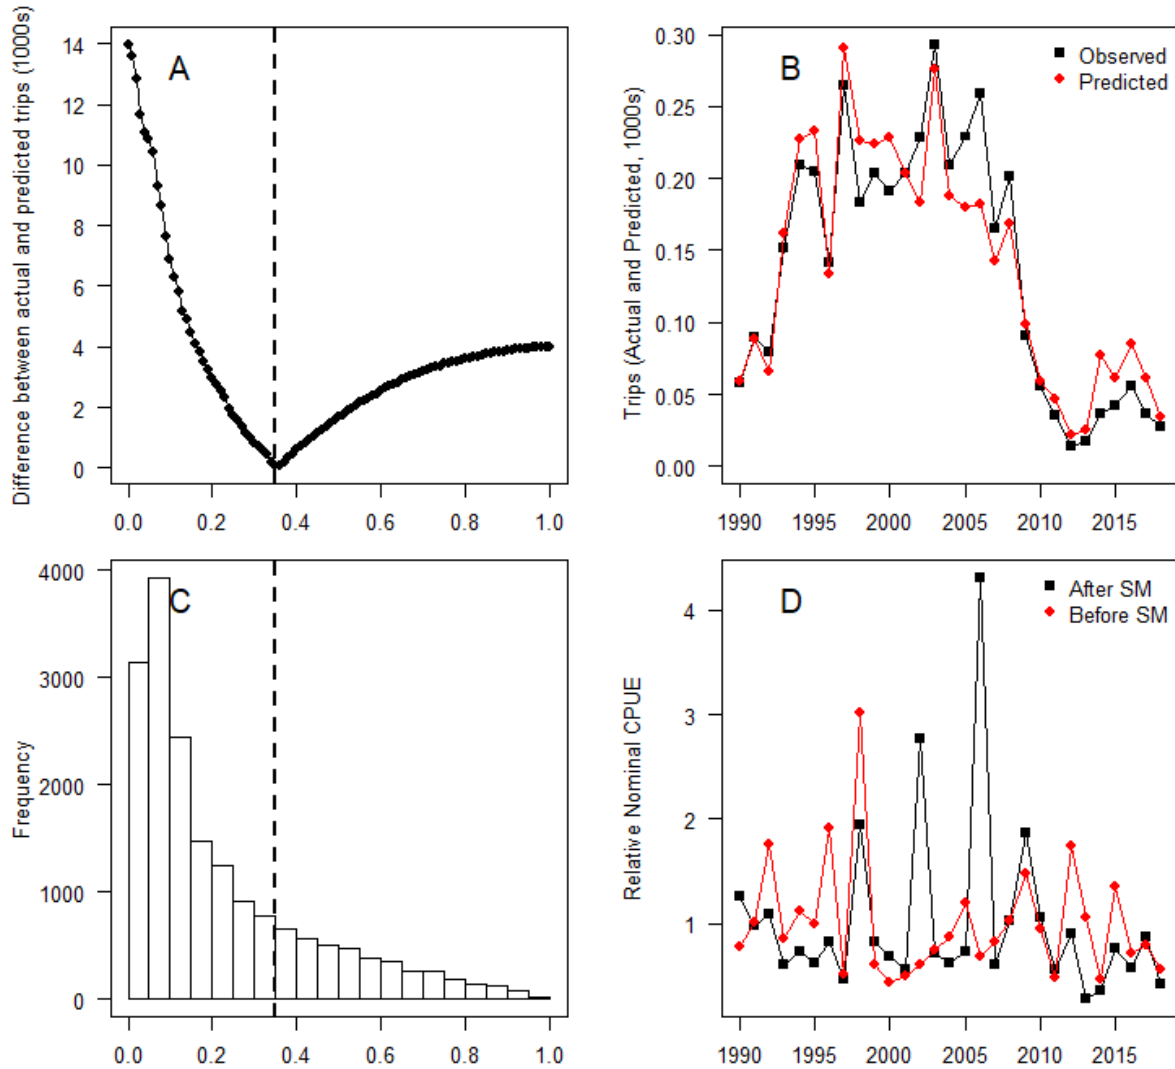 Difference between actual and predicted trips (1000s)
14
12
10
8
6
4
2
0
A
0.0 0.2 0.4 0.6 0.8 1.0
Trips (Actual and Predicted, 1000s)
0.30
0.25
0.20
0.15
0.10
0.05
0.00
B
Observed
Predicted
1990 1995 2000 2005 2010 2015
Frequency
4000
3000
2000
1000
0
C
0.0 0.2 0.4 0.6 0.8 1.0
Relative Nominal CPUE
4
3
2
1
D
After SM
Before SM
1990 1995 2000 2005 2010 2015